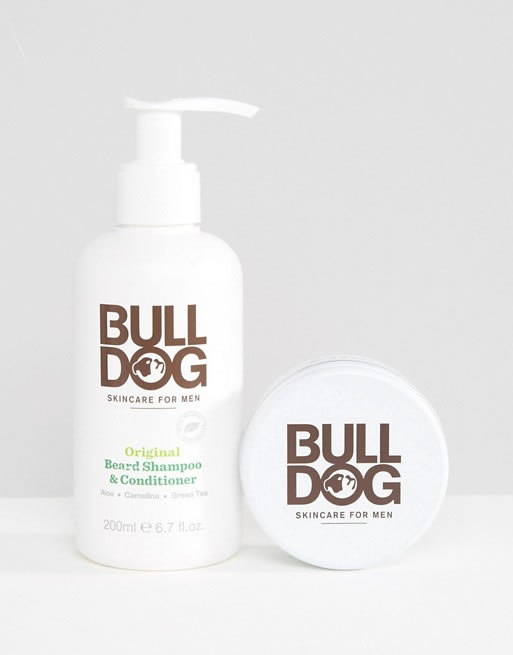 BULL
DOG
SKINCARE FOR MEN
Original
Beard Shampoo
& Conditioner
Aloe • Camelina • Green Tea
200ml ℮ 6.7 fl.oz.
BULL
DOG
SKINCARE FOR MEN